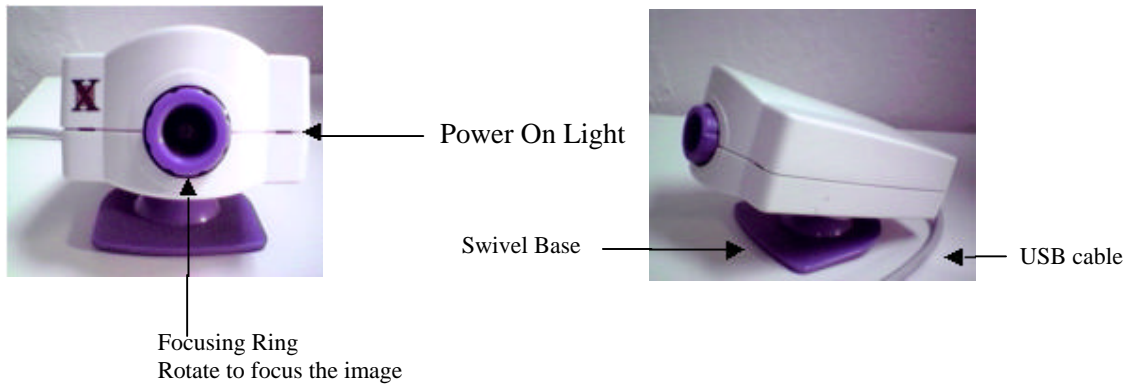 X
Power On Light
Swivel Base
USB cable
Focusing Ring
Rotate to focus the image